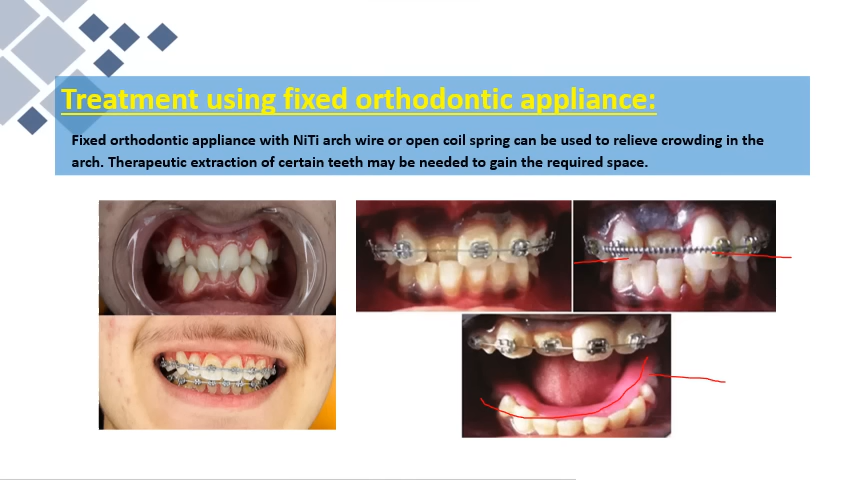 Treatment using fixed orthodontic appliance:
Fixed orthodontic appliance with NiTi arch wire or open coil spring can be used to relieve crowding in the
arch. Therapeutic extraction of certain teeth may be needed to gain the required space.